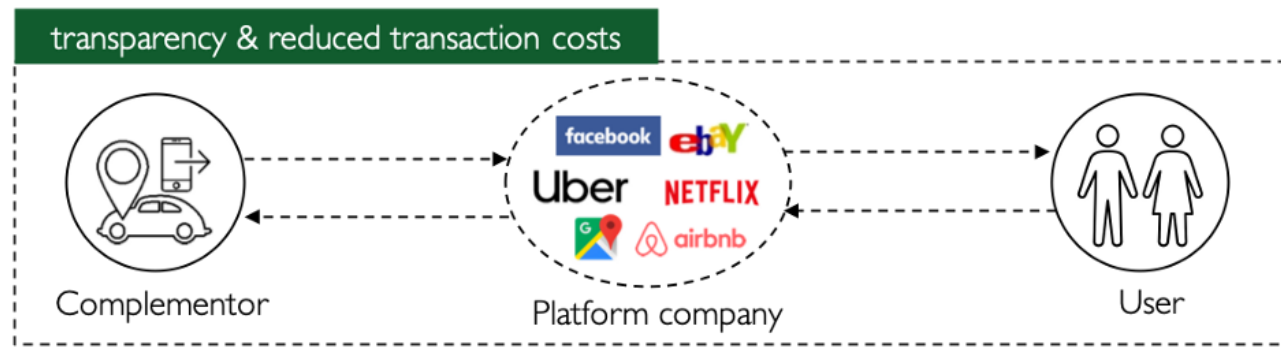 transparency & reduced transaction costs
facebook ebaY
Uber NETFLIX
G airbnb
Complementor
Platform company
User